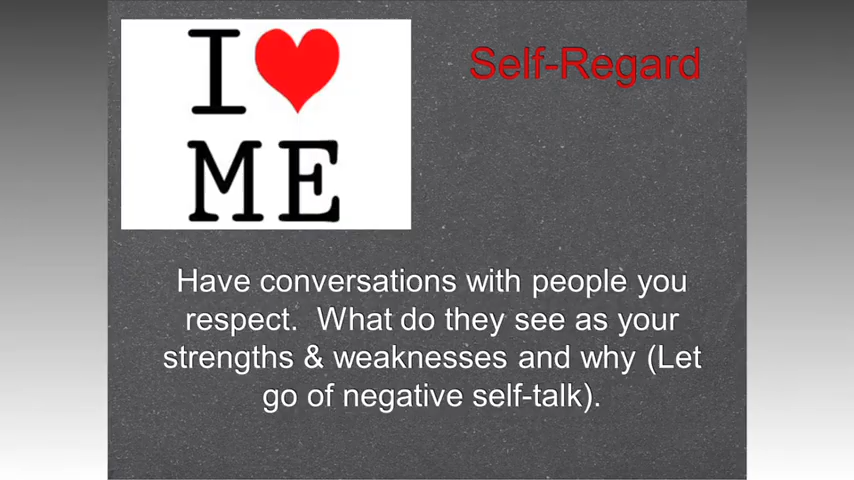 I ❤
ME
Self-Regard
Have conversations with people you
respect.  What do they see as your
strengths & weaknesses and why (Let
go of negative self-talk).